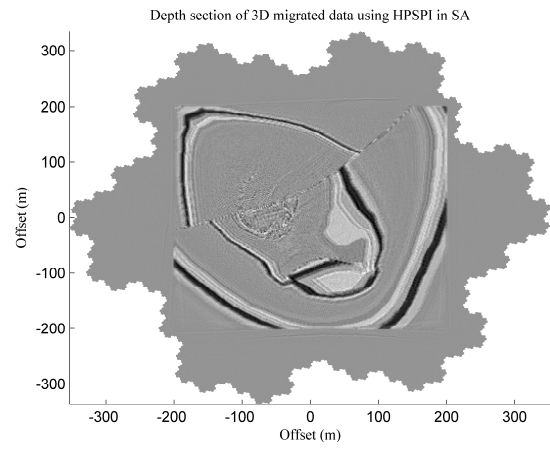 Depth section of 3D migrated data using HPSPI in SA
300
200
100
0
-100
-200
-300
Offset (m)
-300 -200 -100 0 100 200 300
Offset (m)